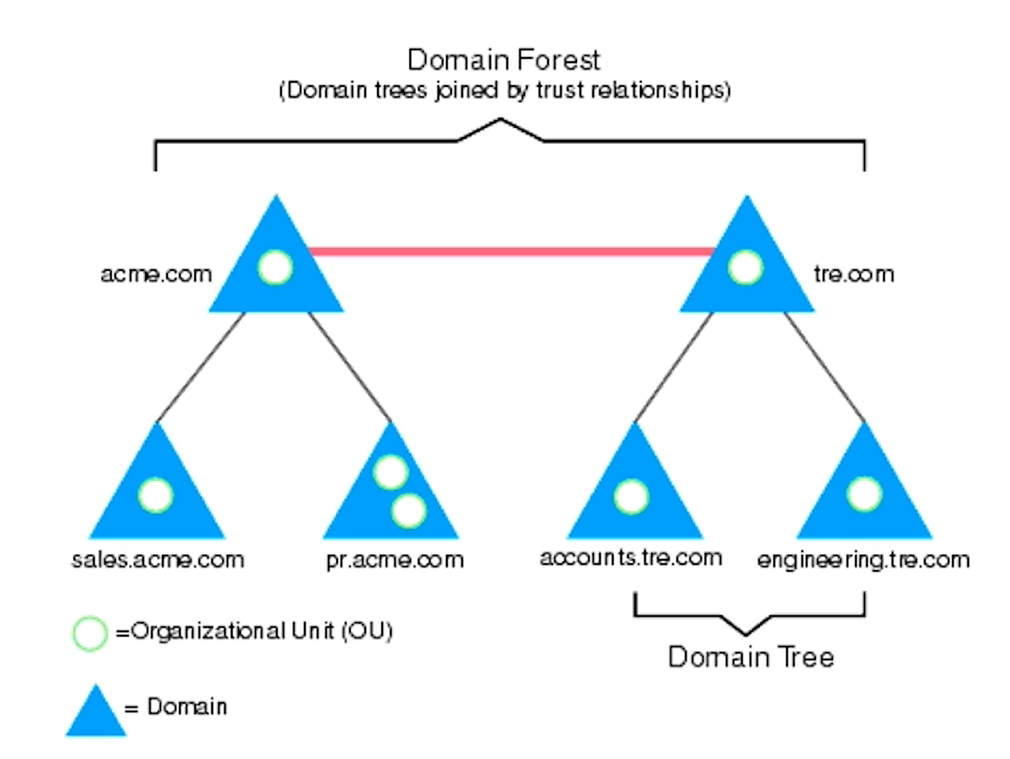 Domain Forest
(Domain trees joined by trust relationships)
acme.com
tre.com
sales.acme.com
pr.acme.com
accounts.tre.com
engineering.tre.com
=Organizational Unit (OU)
Domain Tree
= Domain